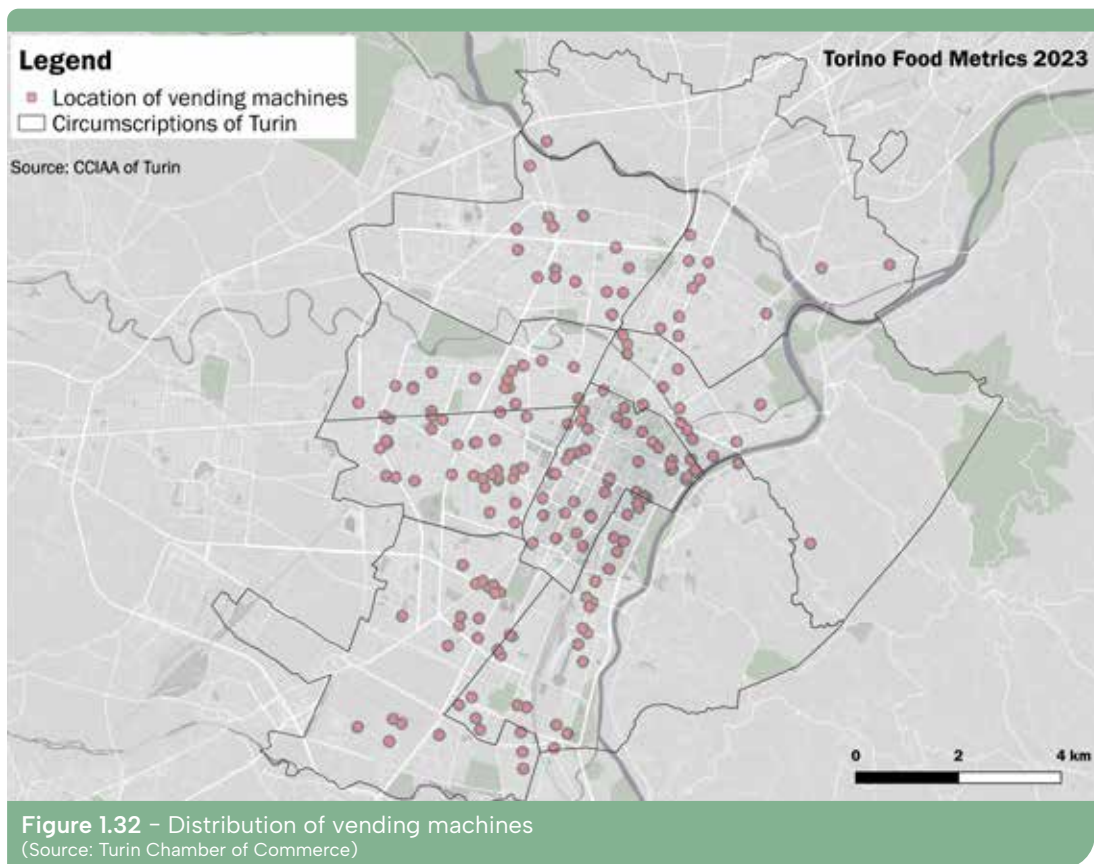 Legend
Location of vending machines
Circumscriptions of Turin
Source: CCIAA of Turin
Torino Food Metrics 2023
0 2 4 km
Figure 1.32 – Distribution of vending machines
(Source: Turin Chamber of Commerce)